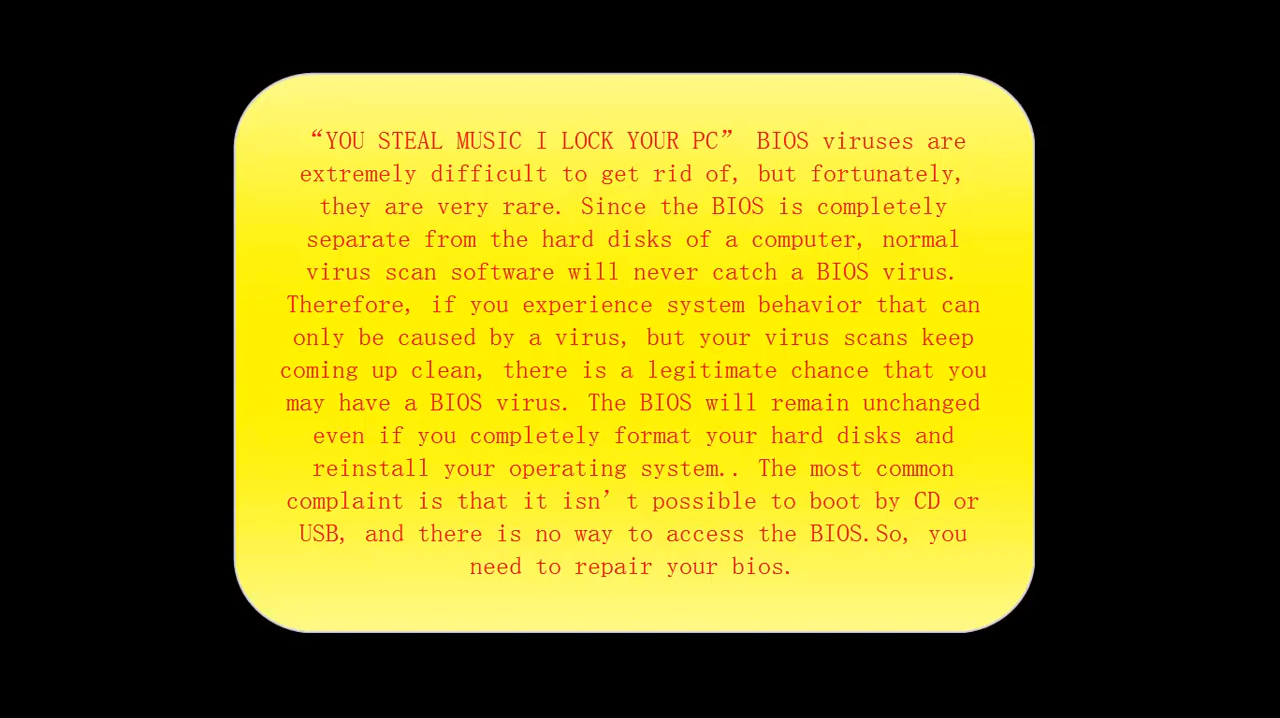 “YOU STEAL MUSIC I LOCK YOUR PC” BIOS viruses are
extremely difficult to get rid of, but fortunately,
they are very rare. Since the BIOS is completely
separate from the hard disks of a computer, normal
virus scan software will never catch a BIOS virus.
Therefore, if you experience system behavior that can
only be caused by a virus, but your virus scans keep
coming up clean, there is a legitimate chance that you
may have a BIOS virus. The BIOS will remain unchanged
even if you completely format your hard disks and
reinstall your operating system.. The most common
complaint is that it isn’t possible to boot by CD or
USB, and there is no way to access the BIOS.So, you
need to repair your bios.